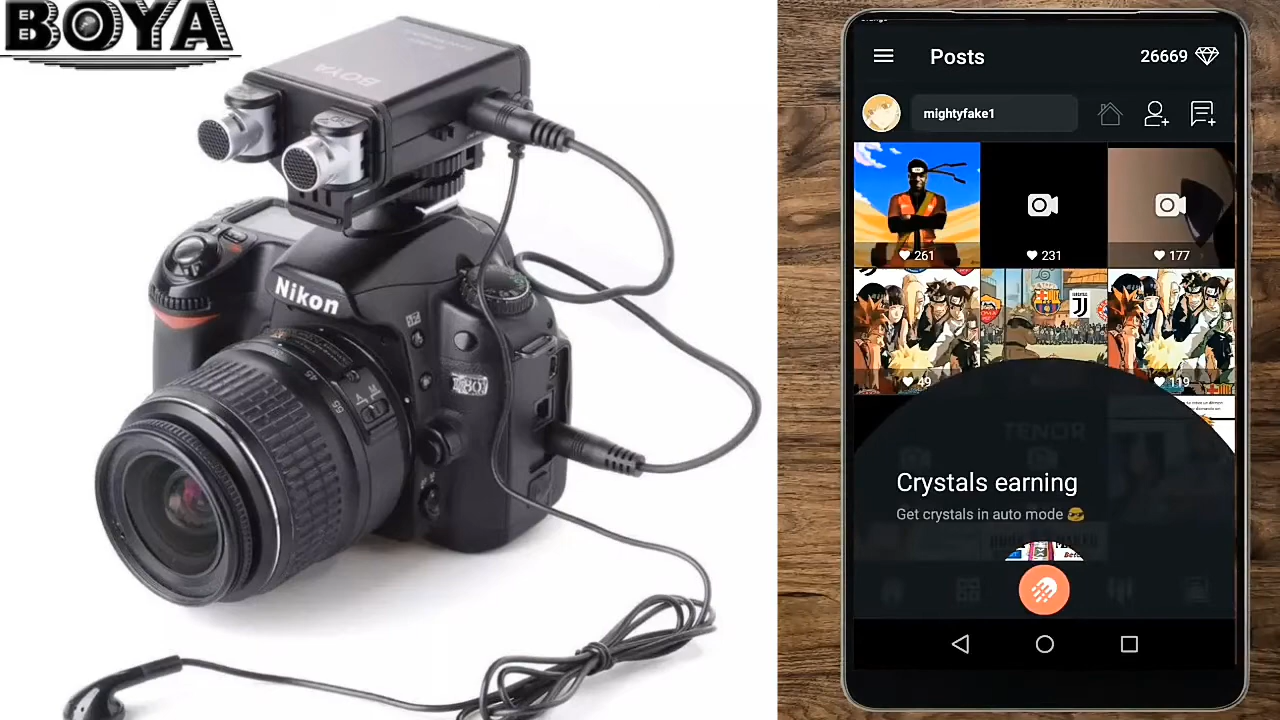 BOYA
BOYA
Nikon
D80
Posts
26669
mightyfake1
261
231
177
49
119
TENOR
Crystals earning
Get crystals in auto mode